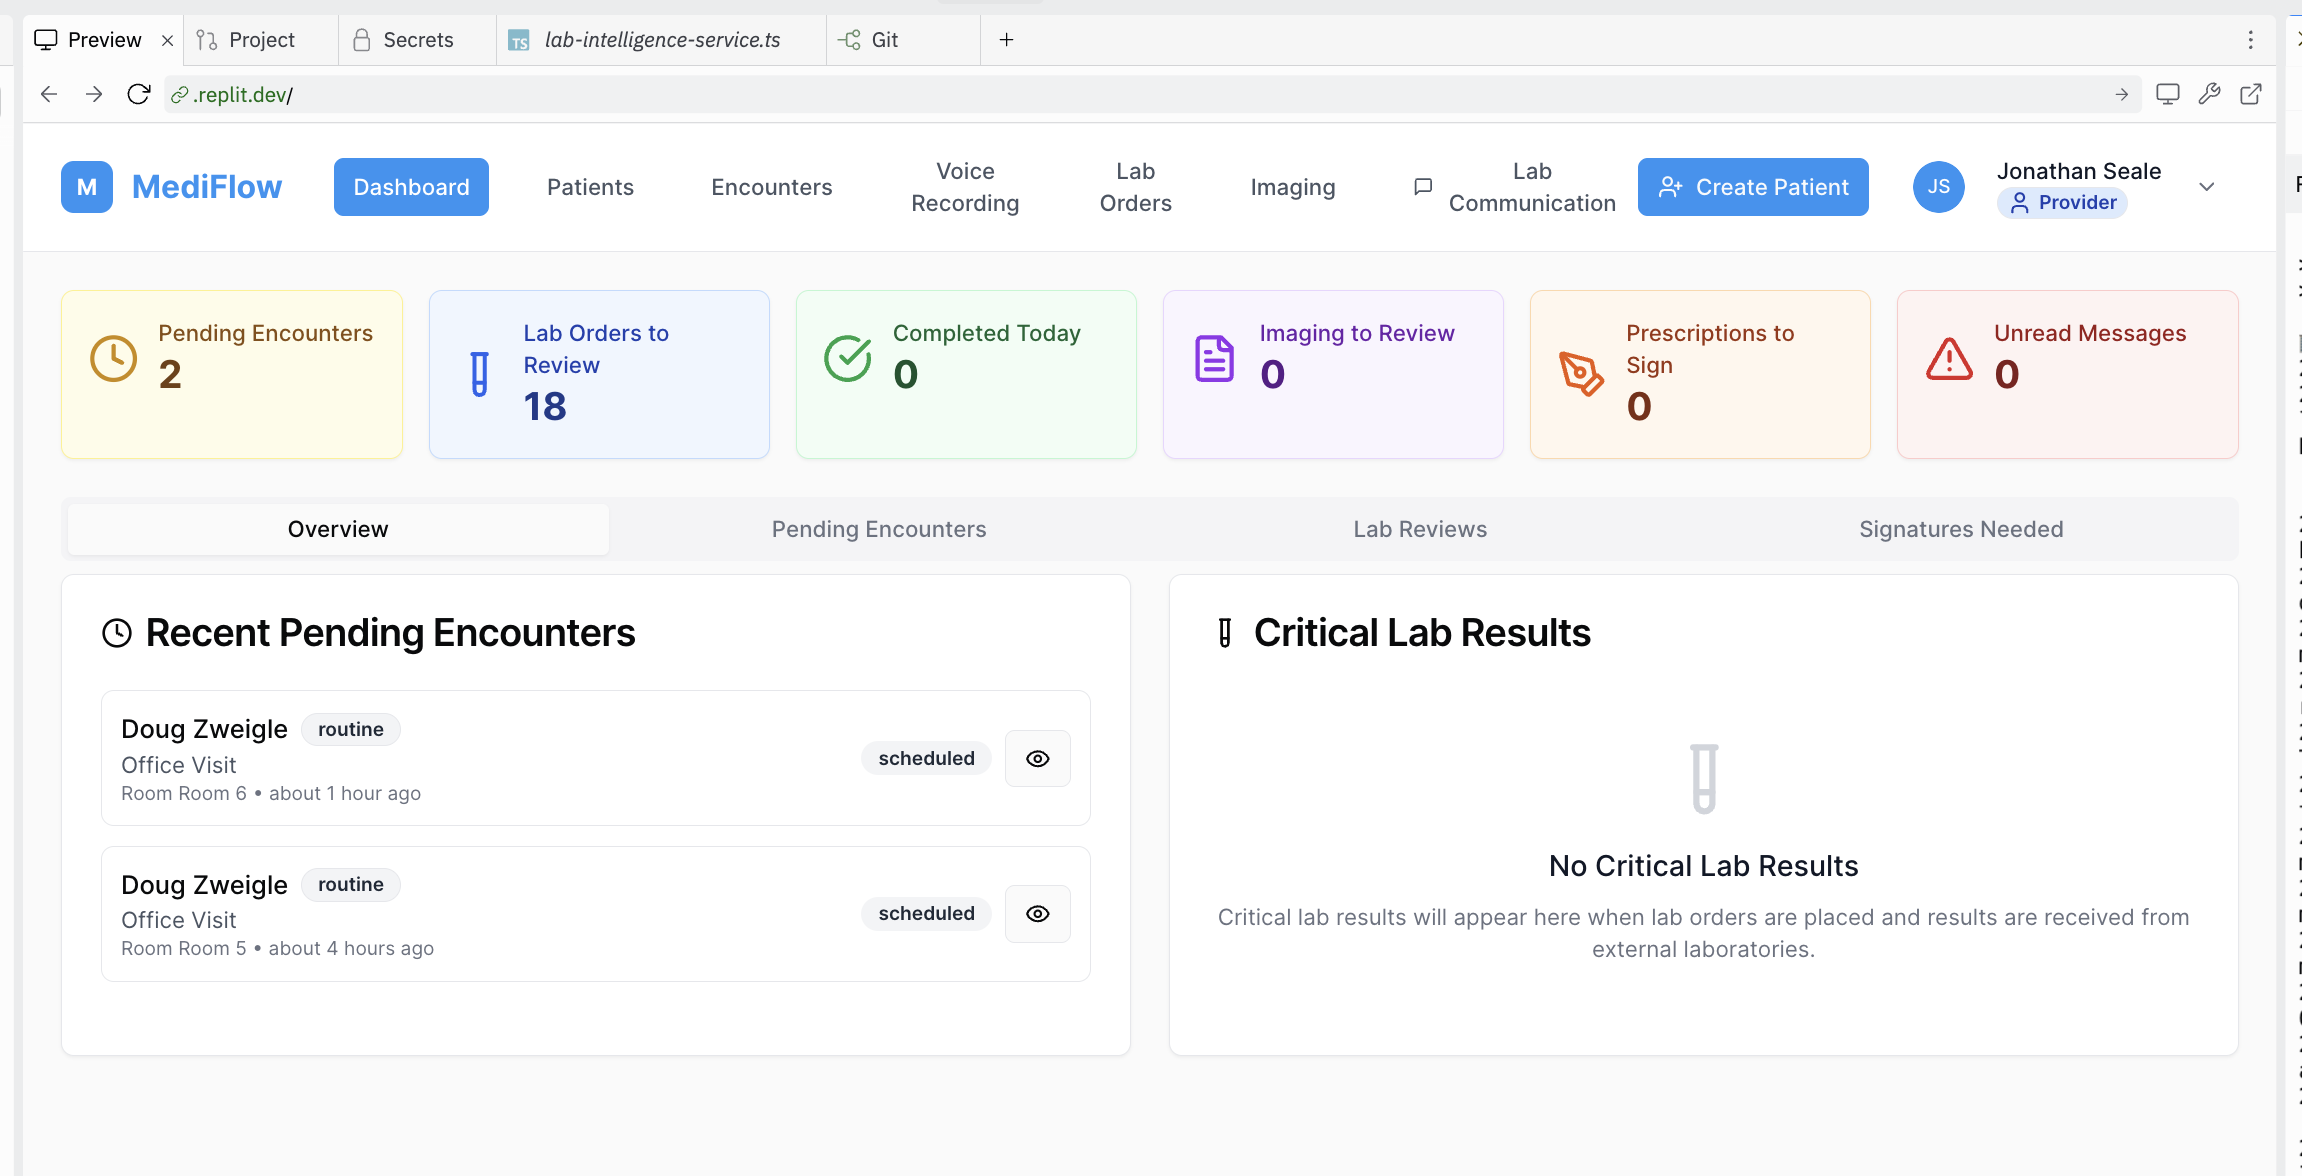 Preview
Project
Secrets
TS lab-intelligence-service.ts
Git
.replit.dev/
M MediFlow
Dashboard
Patients
Encounters
Voice
Recording
Lab
Orders
Imaging
Lab
Communication
Create Patient
JS
Jonathan Seale
Provider
Pending Encounters
2
Lab Orders to
Review
18
Completed Today
0
Imaging to Review
0
Prescriptions to
Sign
0
Unread Messages
0
Overview
Pending Encounters
Lab Reviews
Signatures Needed
Recent Pending Encounters
Doug Zweigle routine
Office Visit
Room Room 6 • about 1 hour ago
scheduled
Doug Zweigle routine
Office Visit
Room Room 5 • about 4 hours ago
scheduled
Critical Lab Results
No Critical Lab Results
Critical lab results will appear here when lab orders are placed and results are received from
external laboratories.